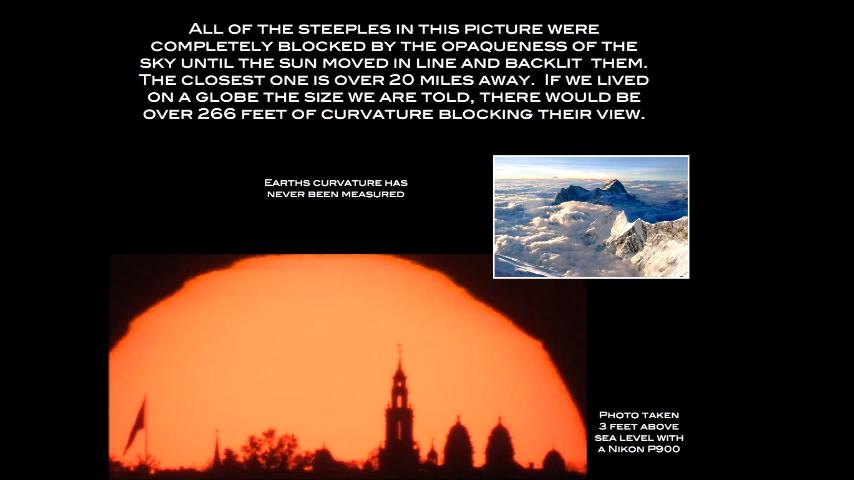 All of the steeples in this picture were
completely blocked by the opaqueness of the
sky until the sun moved in line and backlit them.
The closest one is over 20 miles away. If we lived
on a globe the size we are told, there would be
over 266 feet of curvature blocking their view.
Earths curvature has
never been measured
Photo taken
3 feet above
sea level with
a Nikon P900